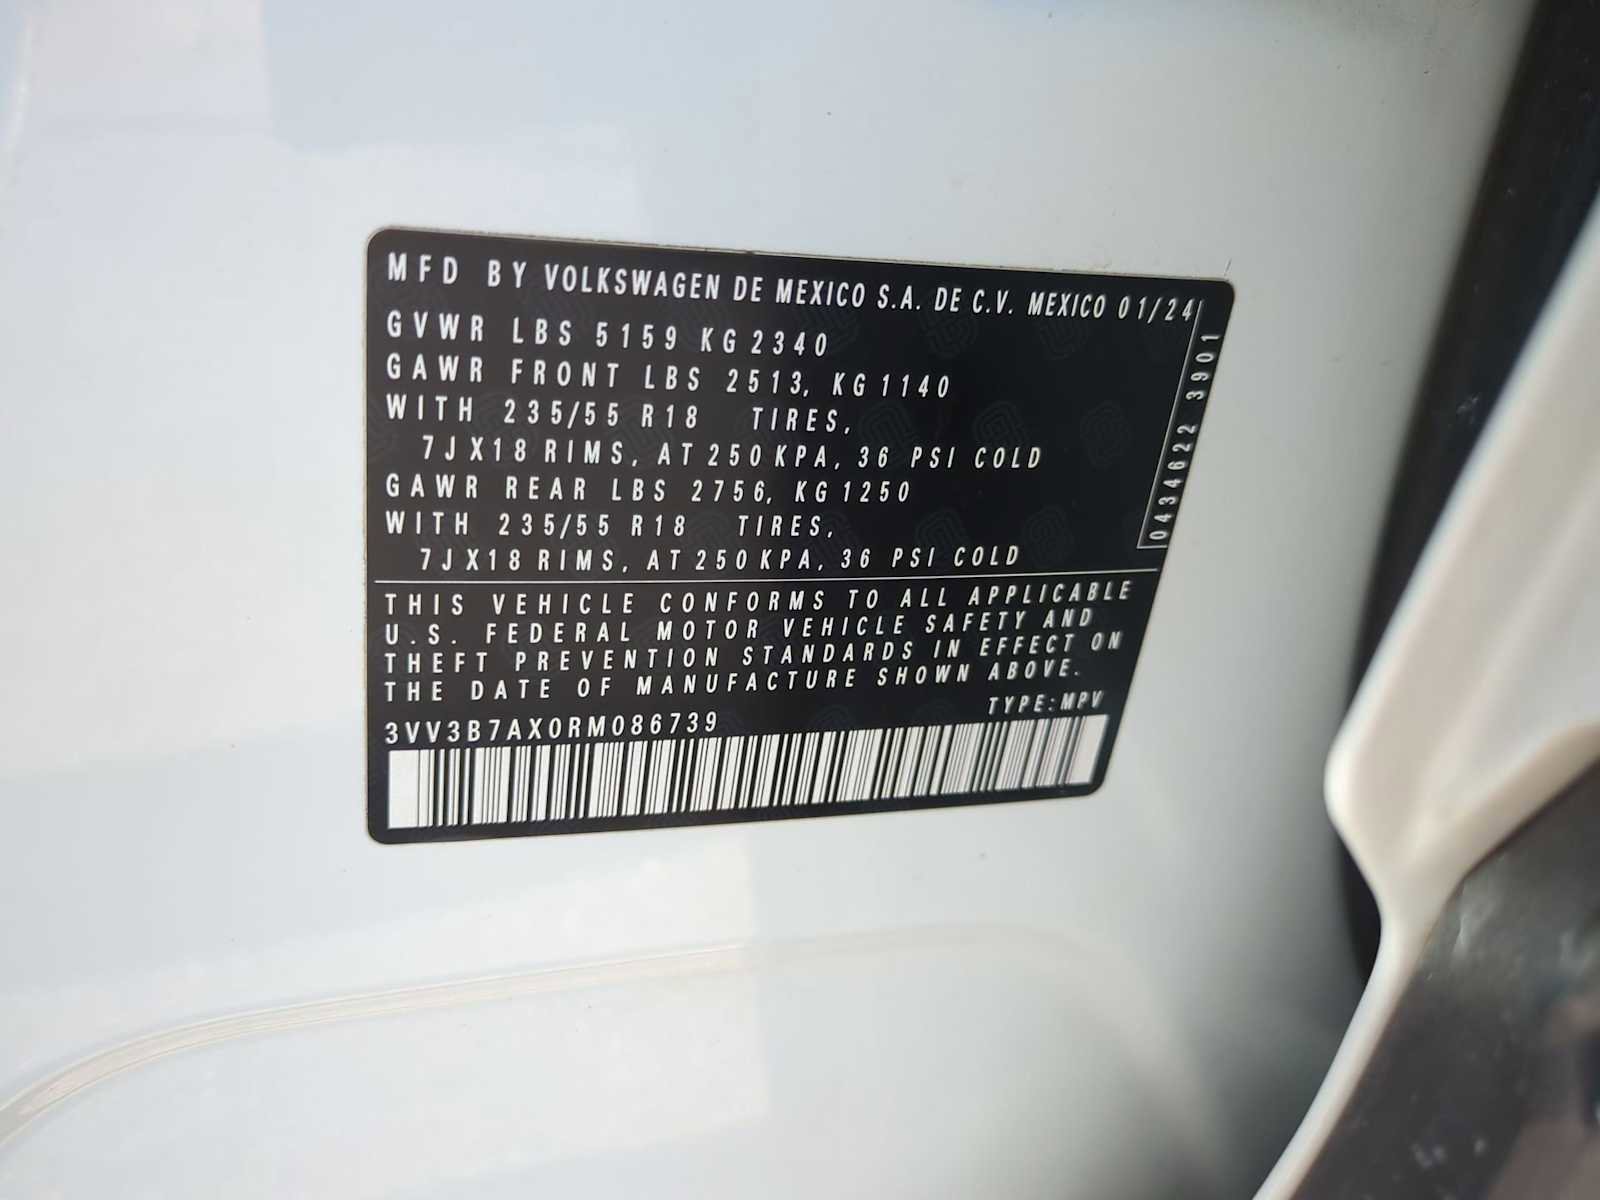 MFD BY VOLKSWAGEN DE MEXICO S.A. DE C.V. MEXICO 01/24
GVWR LBS 5159 KG 2340
GAWR FRONT LBS 2513, KG 1140
WITH 235/55 R18 TIRES,
7JX18 RIMS, AT 250 KPA, 36 PSI COLD
GAWR REAR LBS 2756, KG 1250
WITH 235/55 R18 TIRES,
7JX18 RIMS, AT 250 KPA, 36 PSI COLD
0434622 3901
THIS VEHICLE CONFORMS TO ALL APPLICABLE
U.S. FEDERAL MOTOR VEHICLE SAFETY AND
THEFT PREVENTION STANDARDS IN EFFECT ON
THE DATE OF MANUFACTURE SHOWN ABOVE.
TYPE: MPV
3VV3B7AX0RM086739